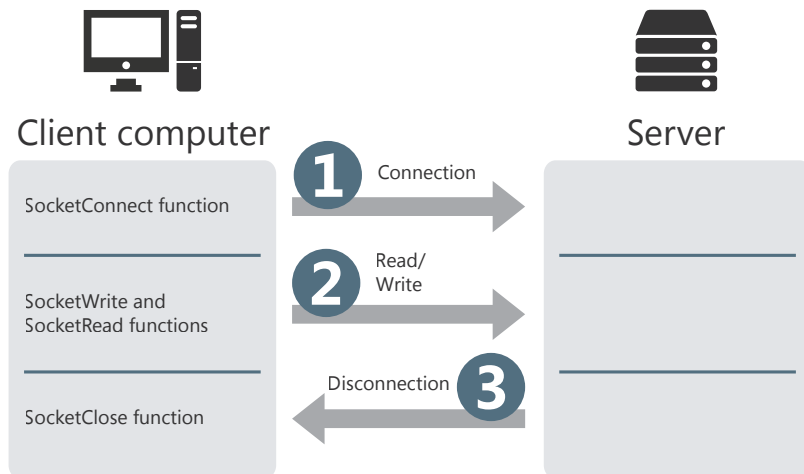 Client computer
Server
1
Connection
SocketConnect function
2
Read/
Write
SocketWrite and
SocketRead functions
Disconnection
3
SocketClose function